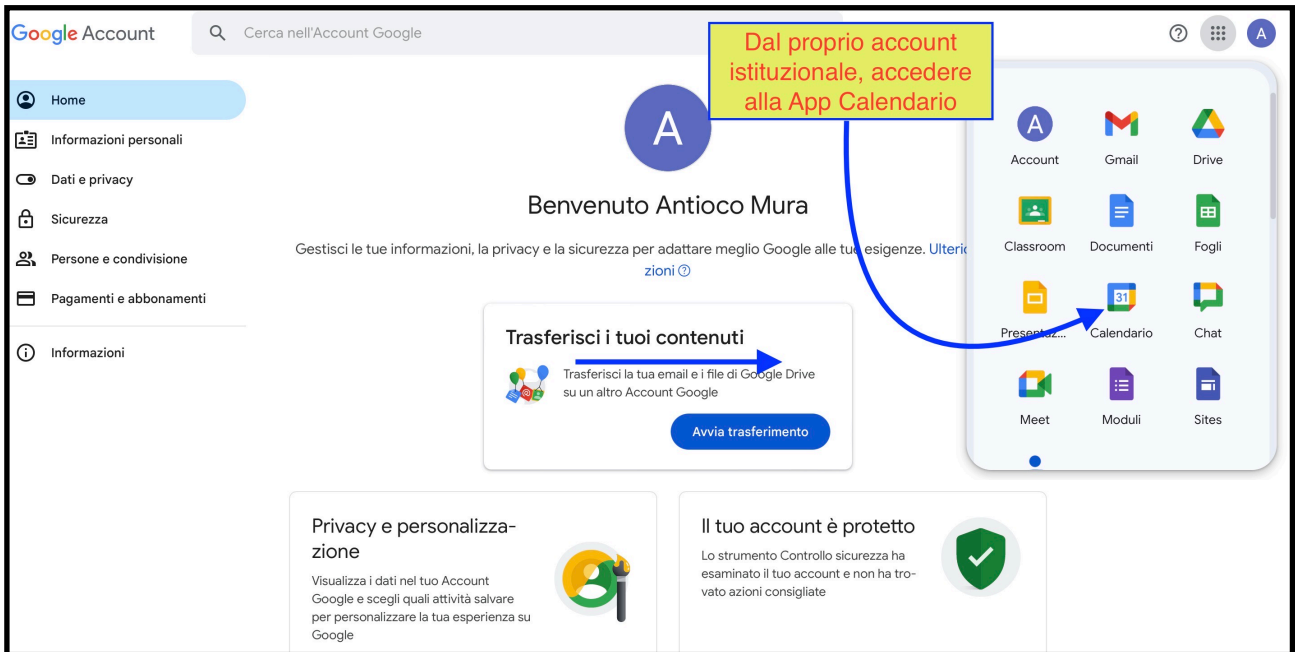 Google Account
Cerca nell'Account Google
Dal proprio account
istituzionale, accedere
alla App Calendario
A
Home
Informazioni personali
Dati e privacy
Sicurezza
Persone e condivisione
Pagamenti e abbonamenti
Informazioni
A
Benvenuto Antioco Mura
Gestisci le tue informazioni, la privacy e la sicurezza per adattare meglio Google alle tue esigenze.
zioni
Trasferisci i tuoi contenuti
Trasferisci la tua email e i file di Google Drive
su un altro Account Google
Avvia trasferimento
Privacy e personalizza-
zione
Visualizza i dati nel tuo Account
Google e scegli quali attività salvare
per personalizzare la tua esperienza su
Google
Il tuo account è protetto
Lo strumento Controllo sicurezza ha
esaminato il tuo account e non ha tro-
vato azioni consigliate
A
Account Gmail Drive
Classroom Documenti Fogli
31
Presentaz... Calendario Chat
Meet Moduli Sites